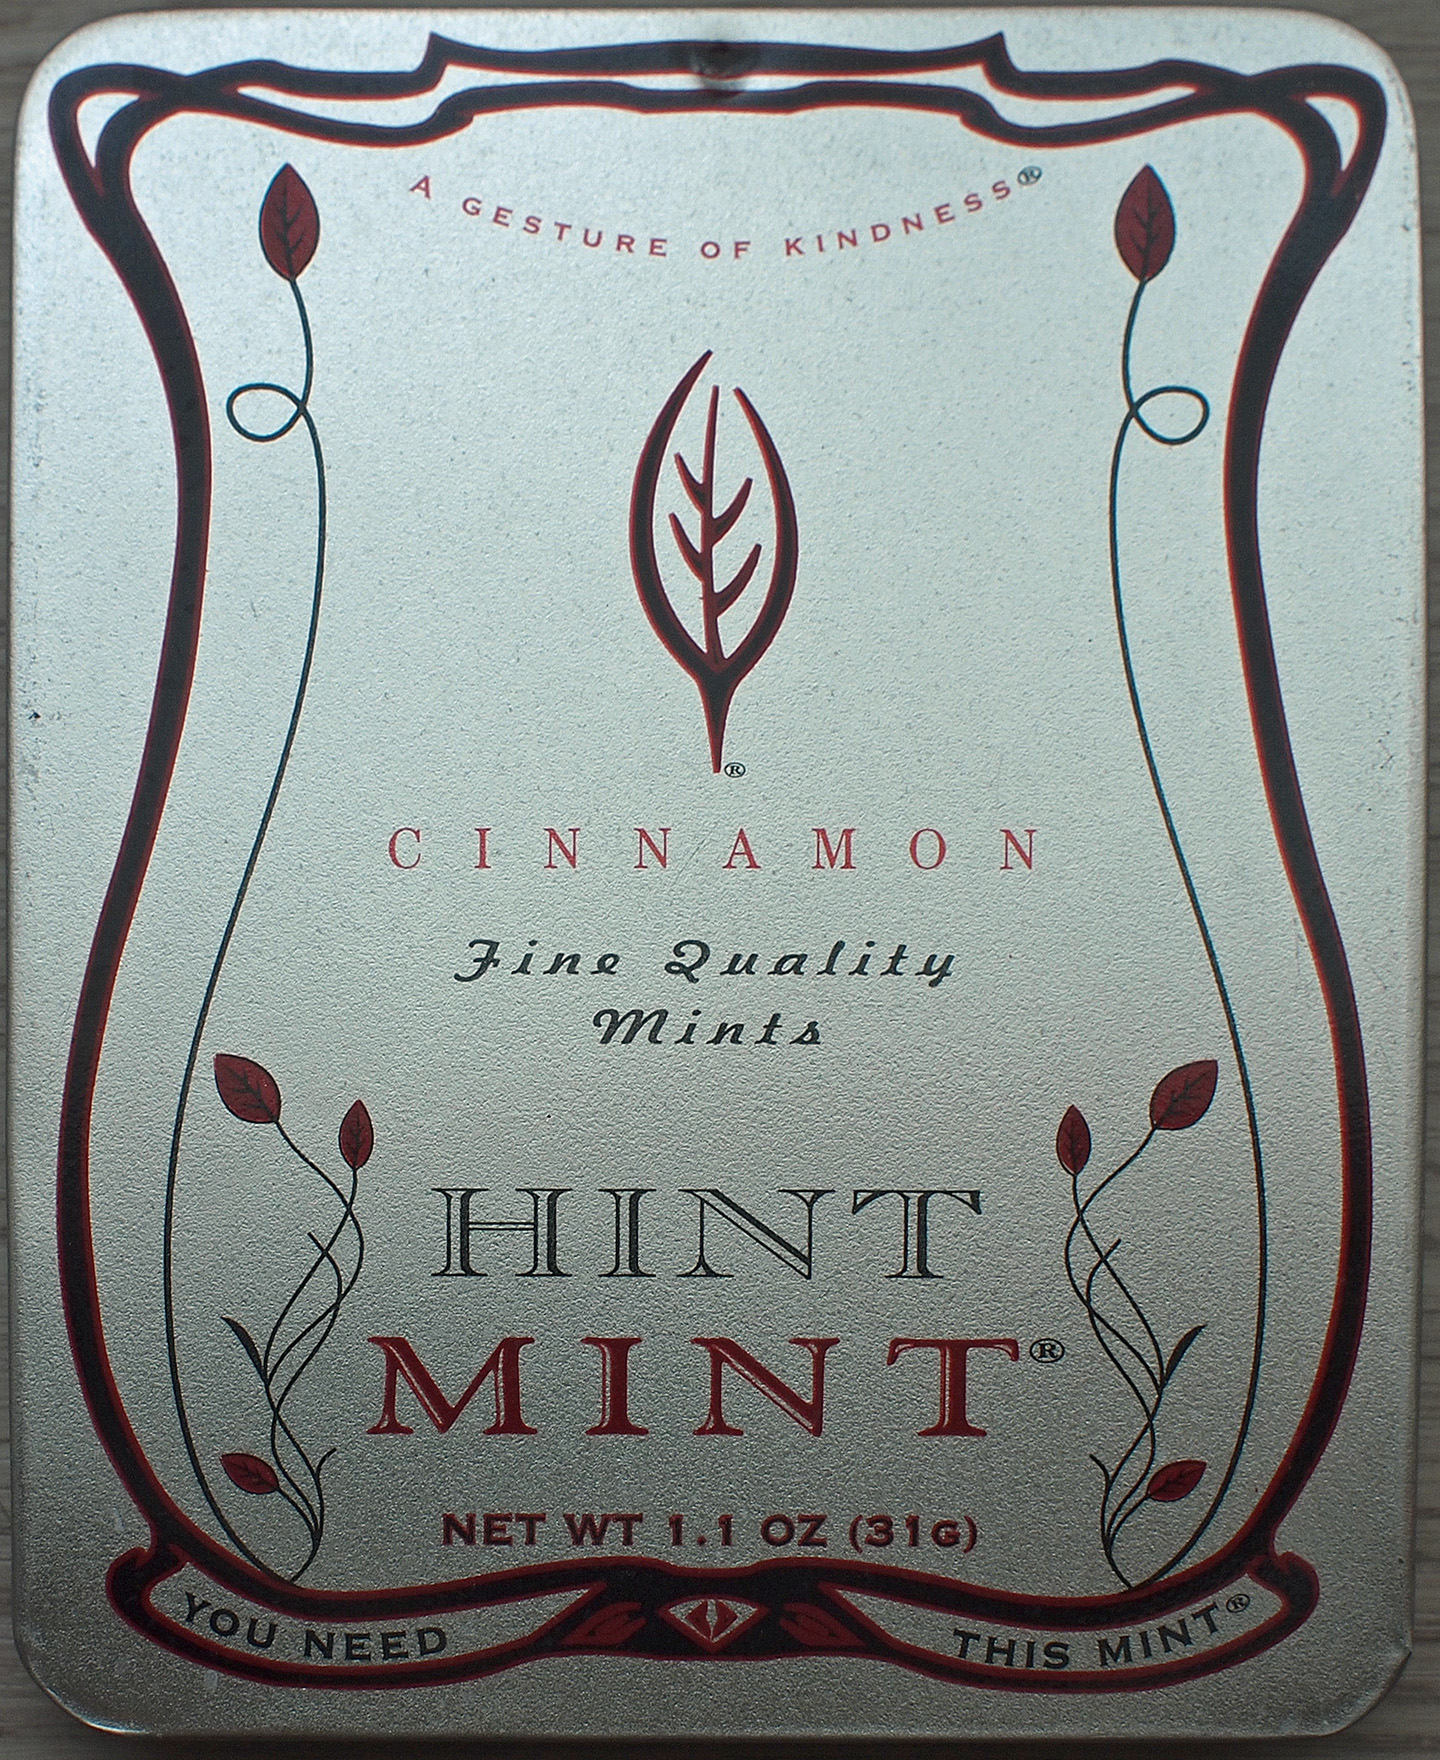 A GESTURE OF KINDNESS®
®
CINNAMON
Fine Quality
Mints
HINT
MINT®
NET WT 1.1 OZ (31G)
YOU NEED THIS MINT®